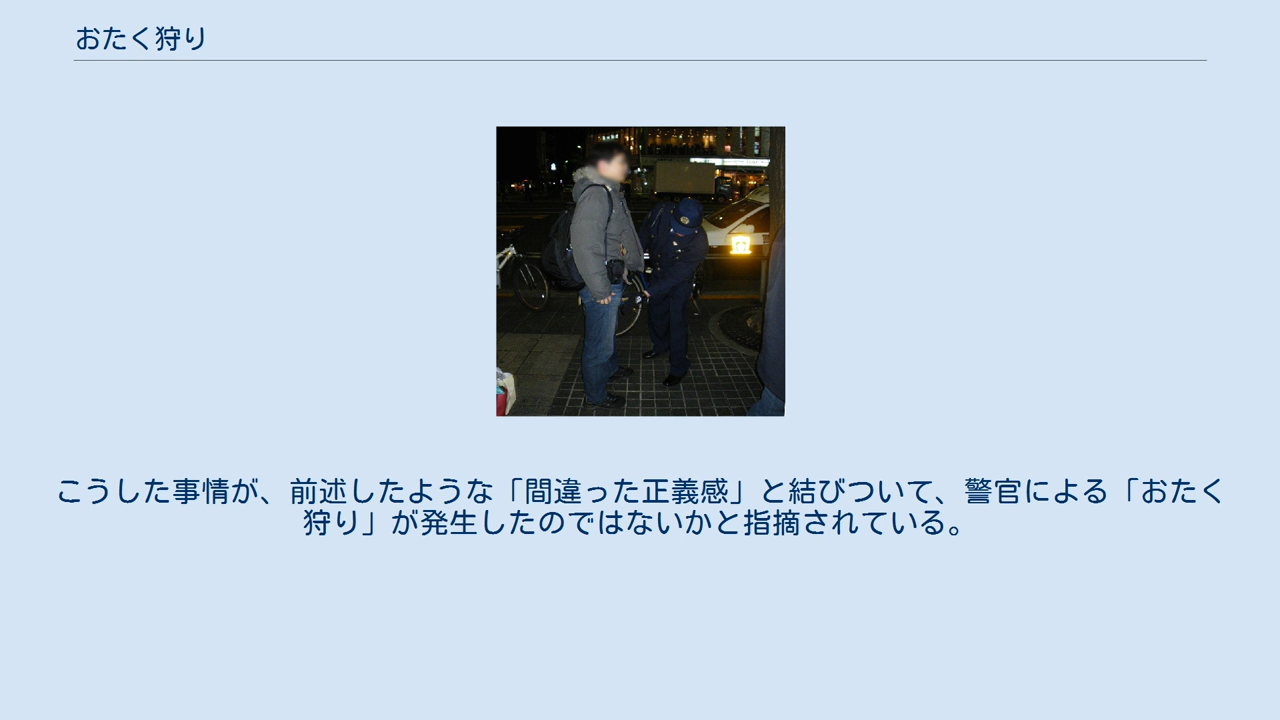 おたく狩り
こうした事情が、前述したような「間違った正義感」と結びついて、警官による「おたく
狩り」が発生したのではないかと指摘されている。